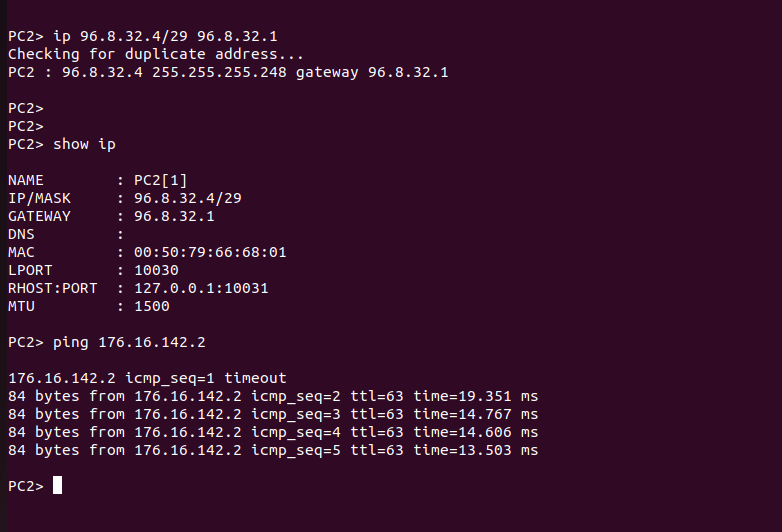 PC2> ip 96.8.32.4/29 96.8.32.1
Checking for duplicate address...
PC2 : 96.8.32.4 255.255.255.248 gateway 96.8.32.1
PC2>
PC2>
PC2> show ip
NAME        : PC2[1]
IP/MASK     : 96.8.32.4/29
GATEWAY     : 96.8.32.1
DNS         :
MAC         : 00:50:79:66:68:01
LPORT       : 10030
RHOST:PORT  : 127.0.0.1:10031
MTU         : 1500
PC2> ping 176.16.142.2
176.16.142.2 icmp_seq=1 timeout
84 bytes from 176.16.142.2 icmp_seq=2 ttl=63 time=19.351 ms
84 bytes from 176.16.142.2 icmp_seq=3 ttl=63 time=14.767 ms
84 bytes from 176.16.142.2 icmp_seq=4 ttl=63 time=14.606 ms
84 bytes from 176.16.142.2 icmp_seq=5 ttl=63 time=13.503 ms
PC2>